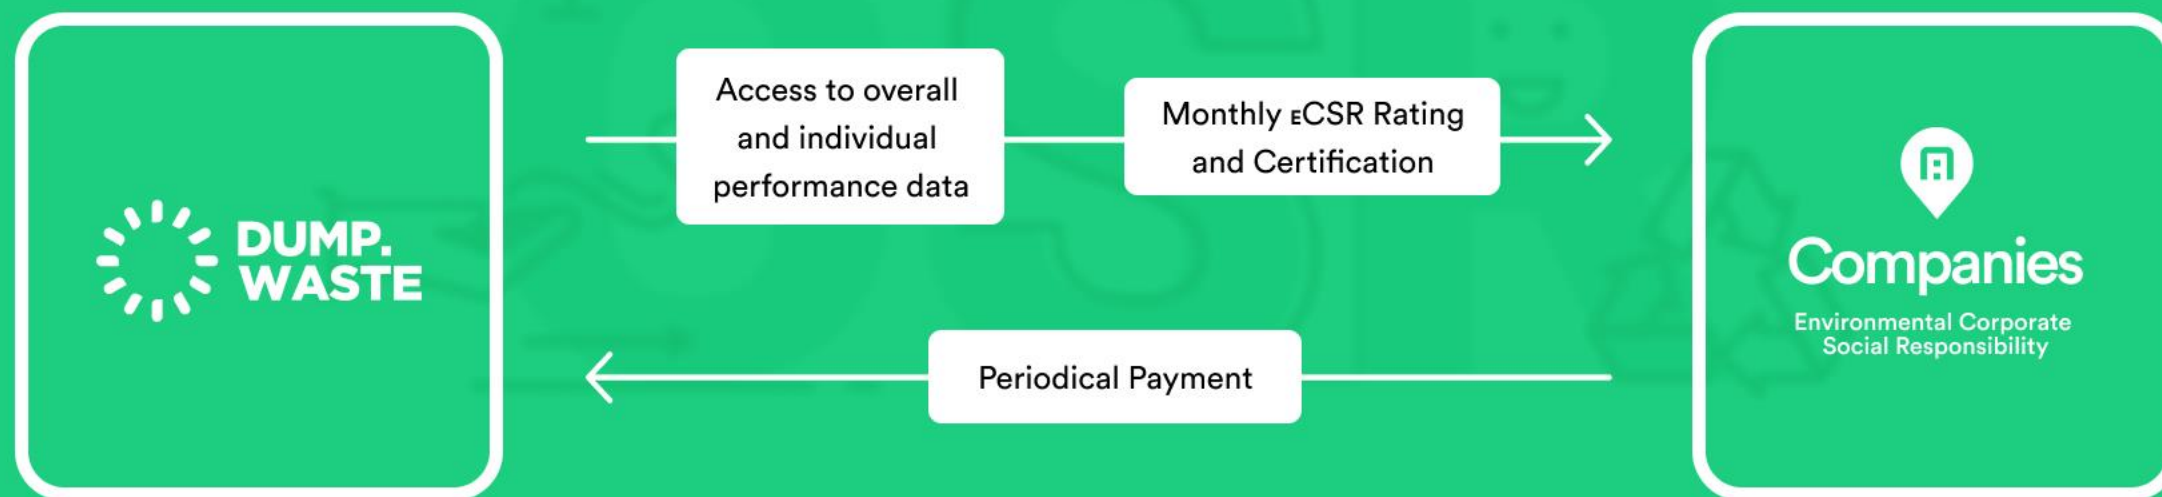 DUMP.
WASTE
Access to overall
and individual
performance data
Monthly ᴇCSR Rating
and Certification
Periodical Payment
Companies
Environmental Corporate
Social Responsibility